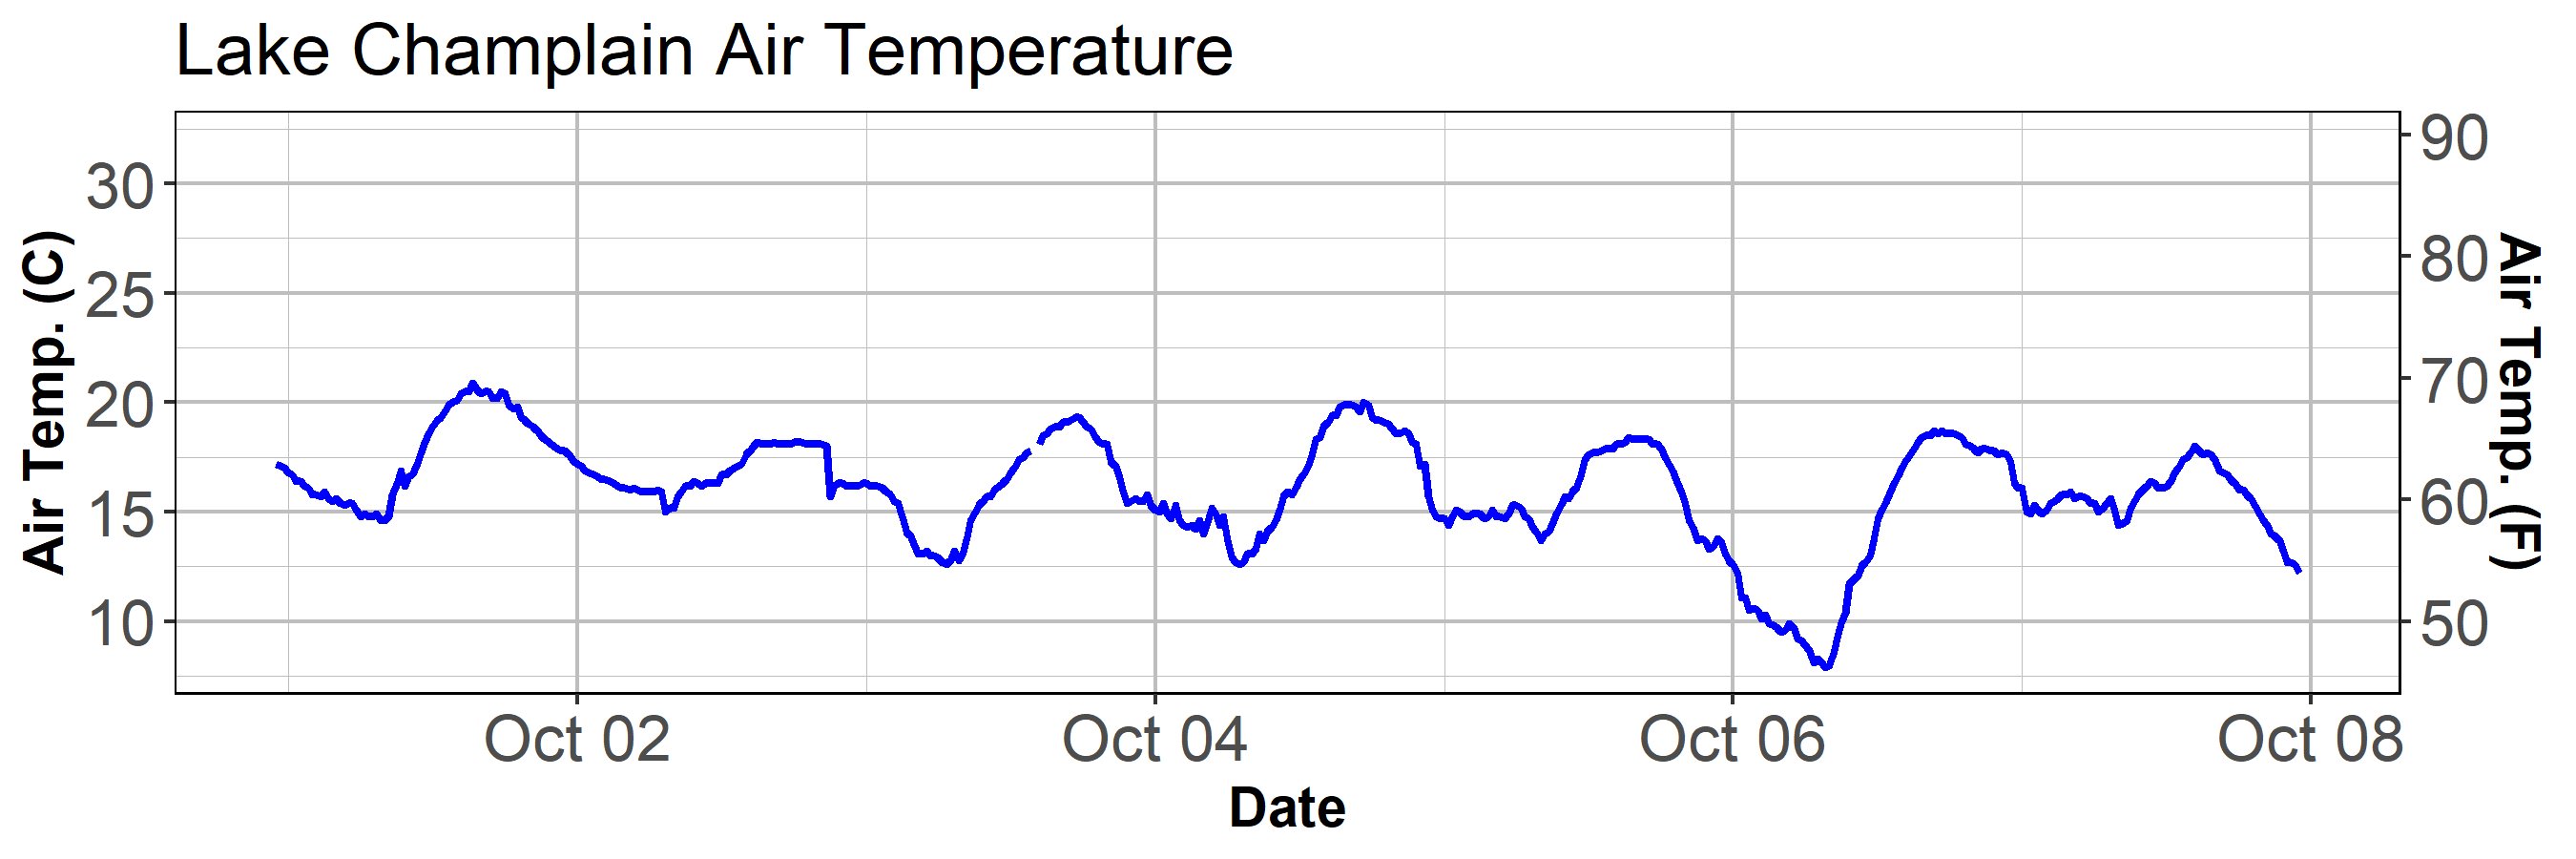 Lake Champlain Air Temperature
Air Temp. (C)
30
25
20
15
10
90
80
70
60
50
Air Temp. (F)
Oct 02 Oct 04 Oct 06 Oct 08
Date